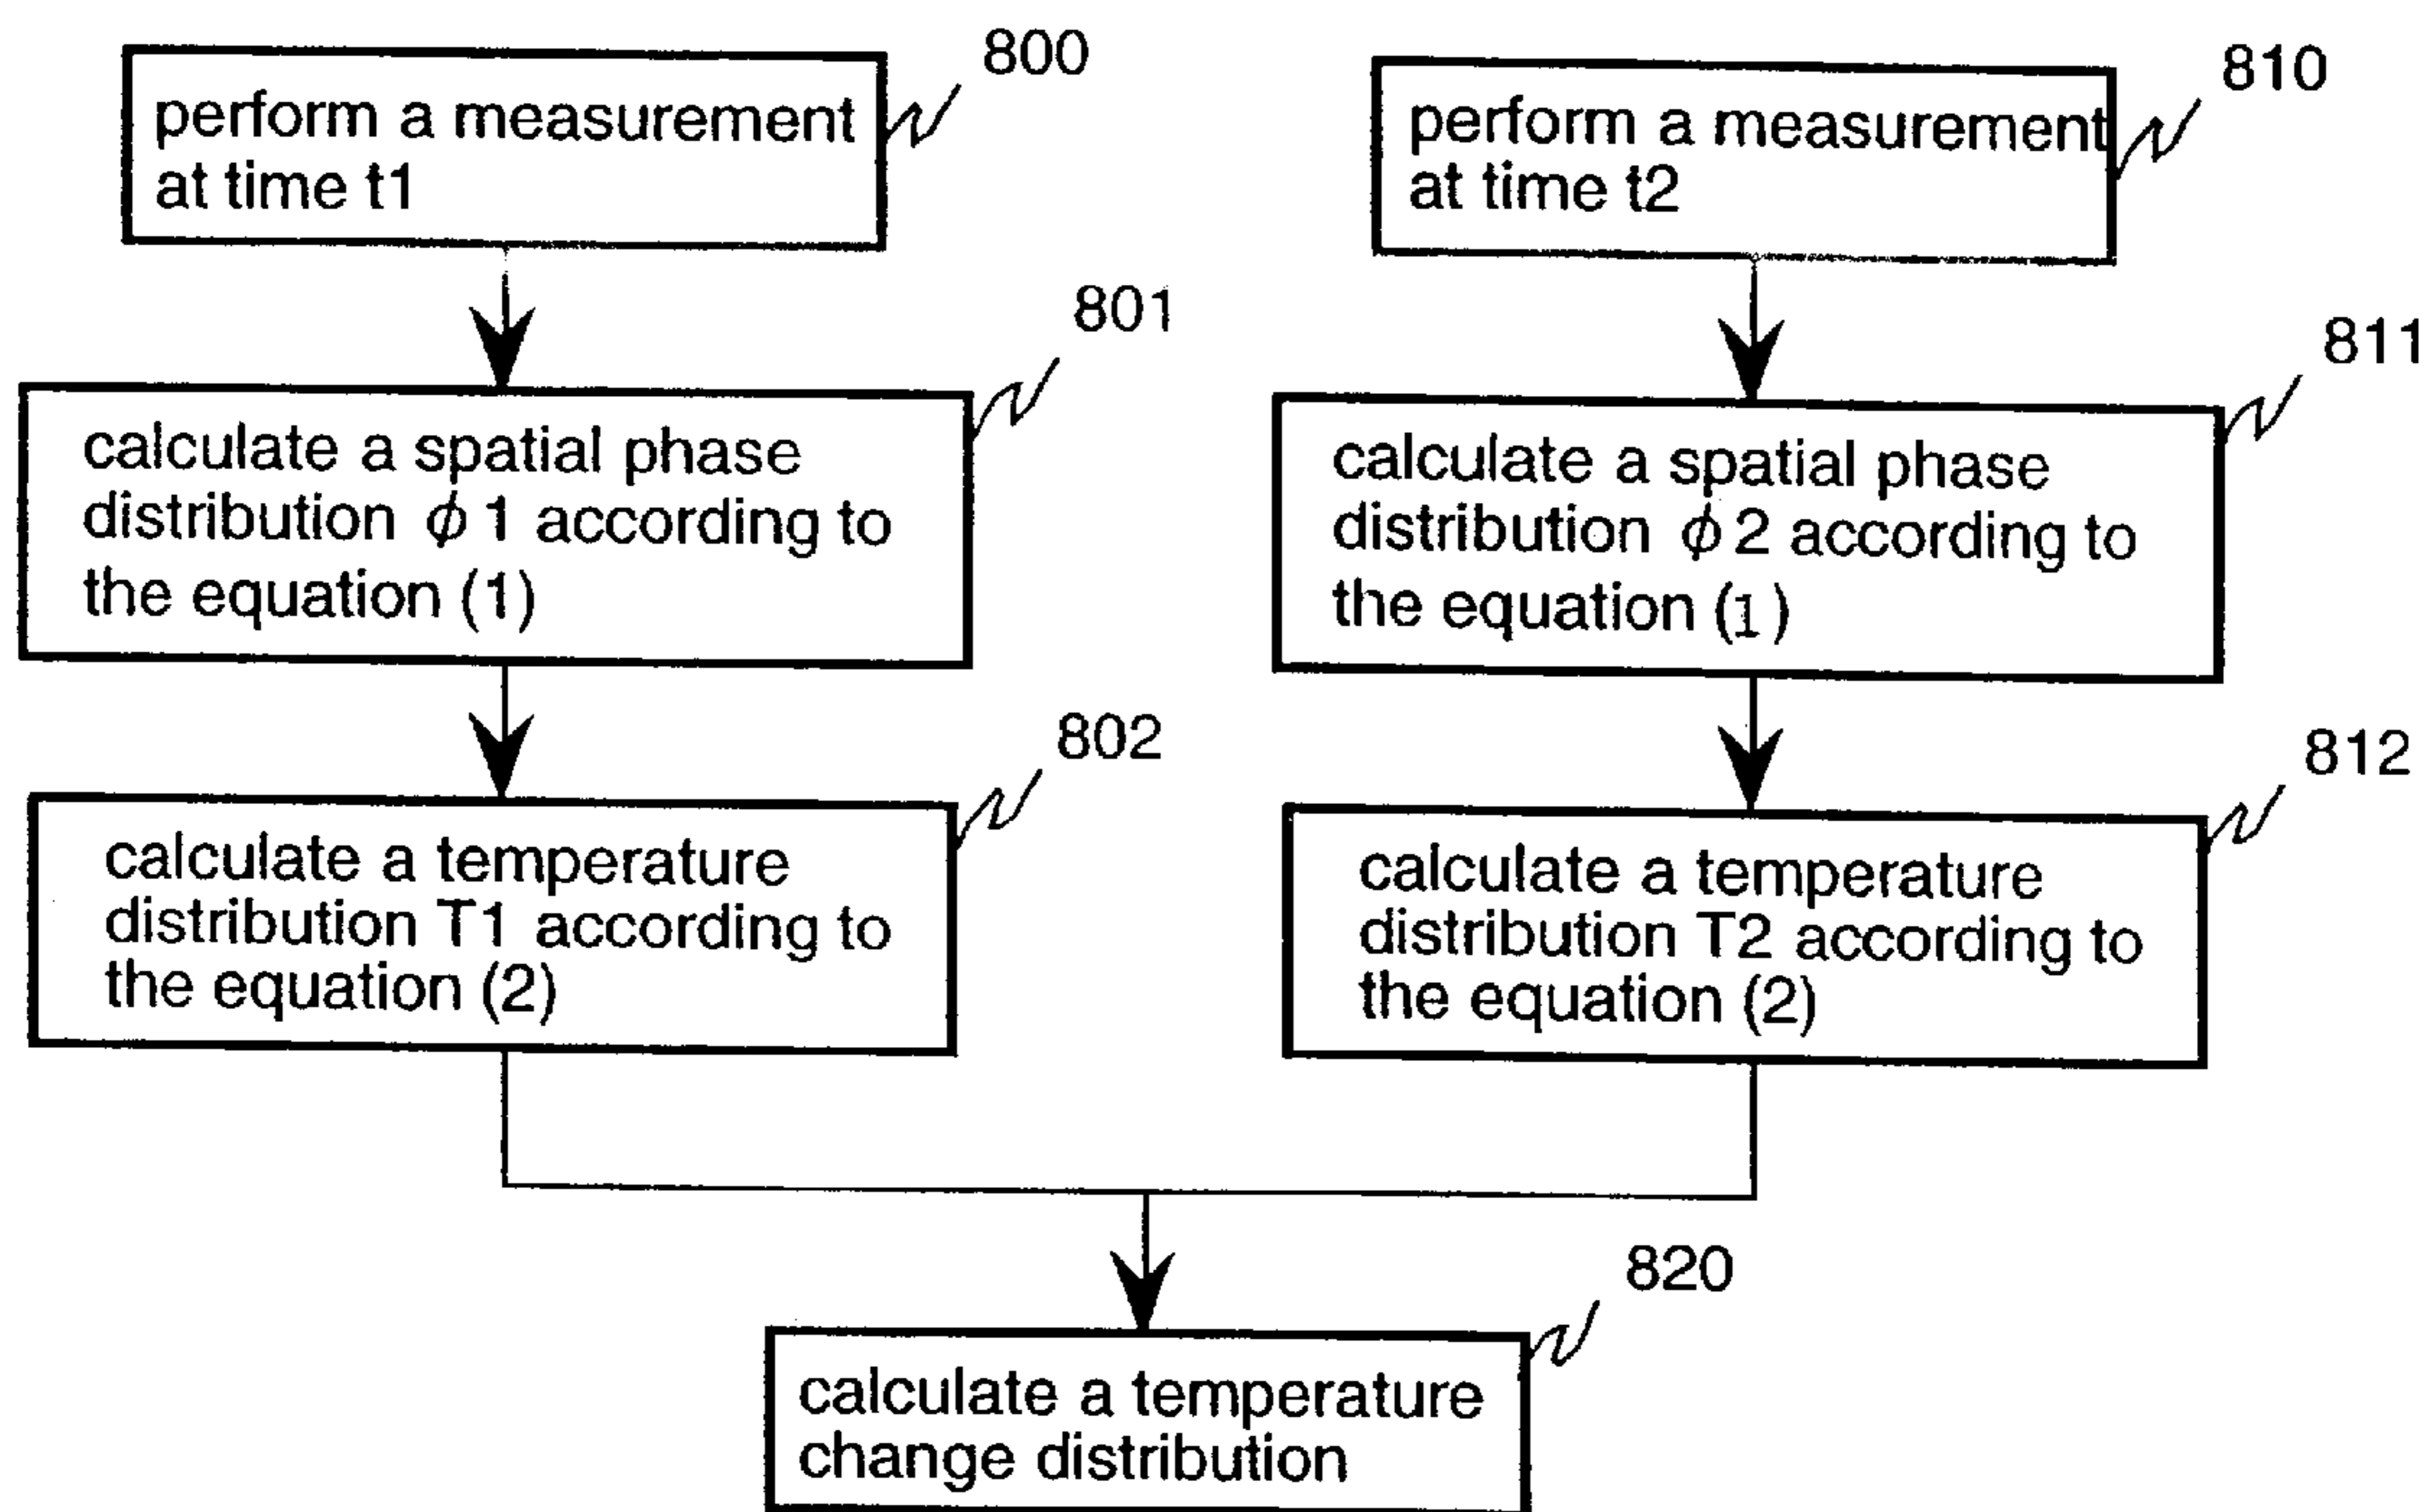 800
perform a measurement
at time t1
810
perform a measurement
at time t2
801
calculate a spatial phase
distribution ϕ 1 according to
the equation (1)
811
calculate a spatial phase
distribution ϕ 2 according to
the equation (1)
802
calculate a temperature
distribution T1 according to
the equation (2)
812
calculate a temperature
distribution T2 according to
the equation (2)
820
calculate a temperature
change distribution